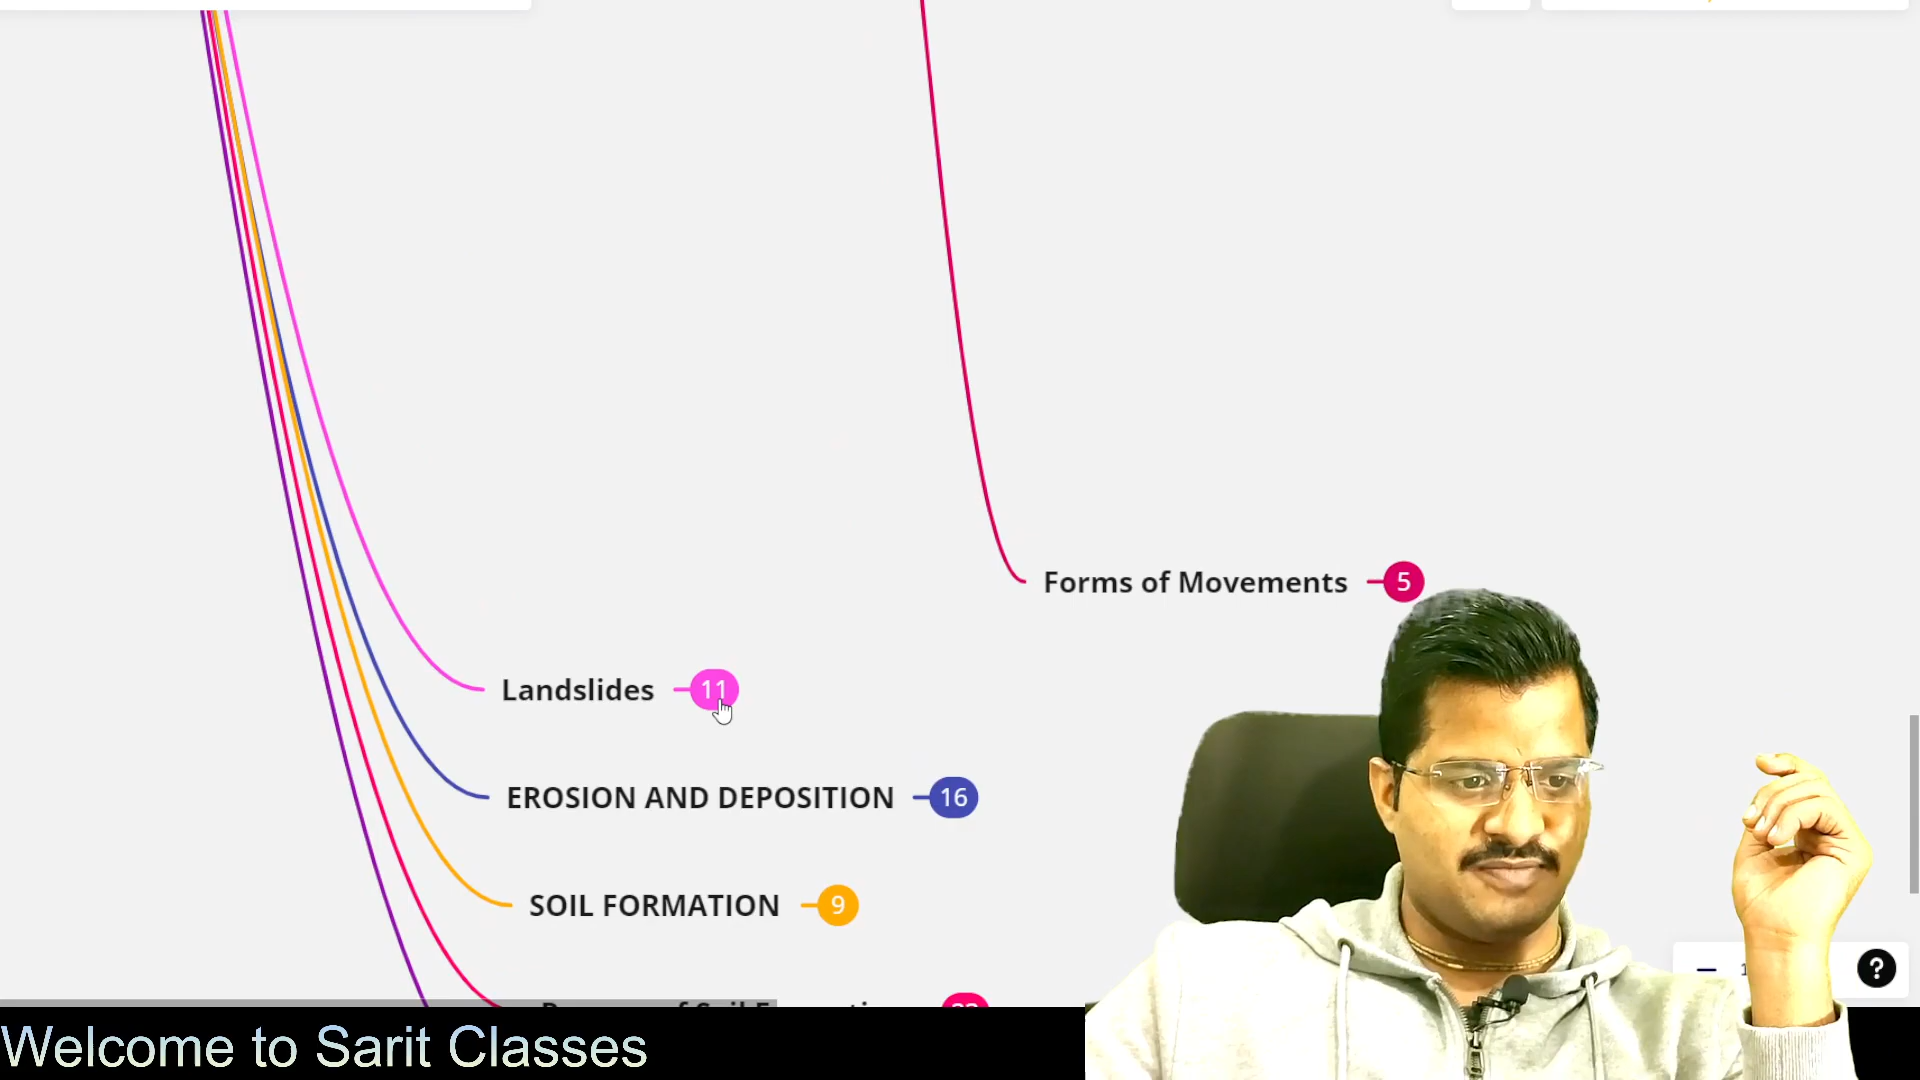 Forms of Movements 5
Landslides 11
EROSION AND DEPOSITION 16
SOIL FORMATION 9
Welcome to Sarit Classes
?